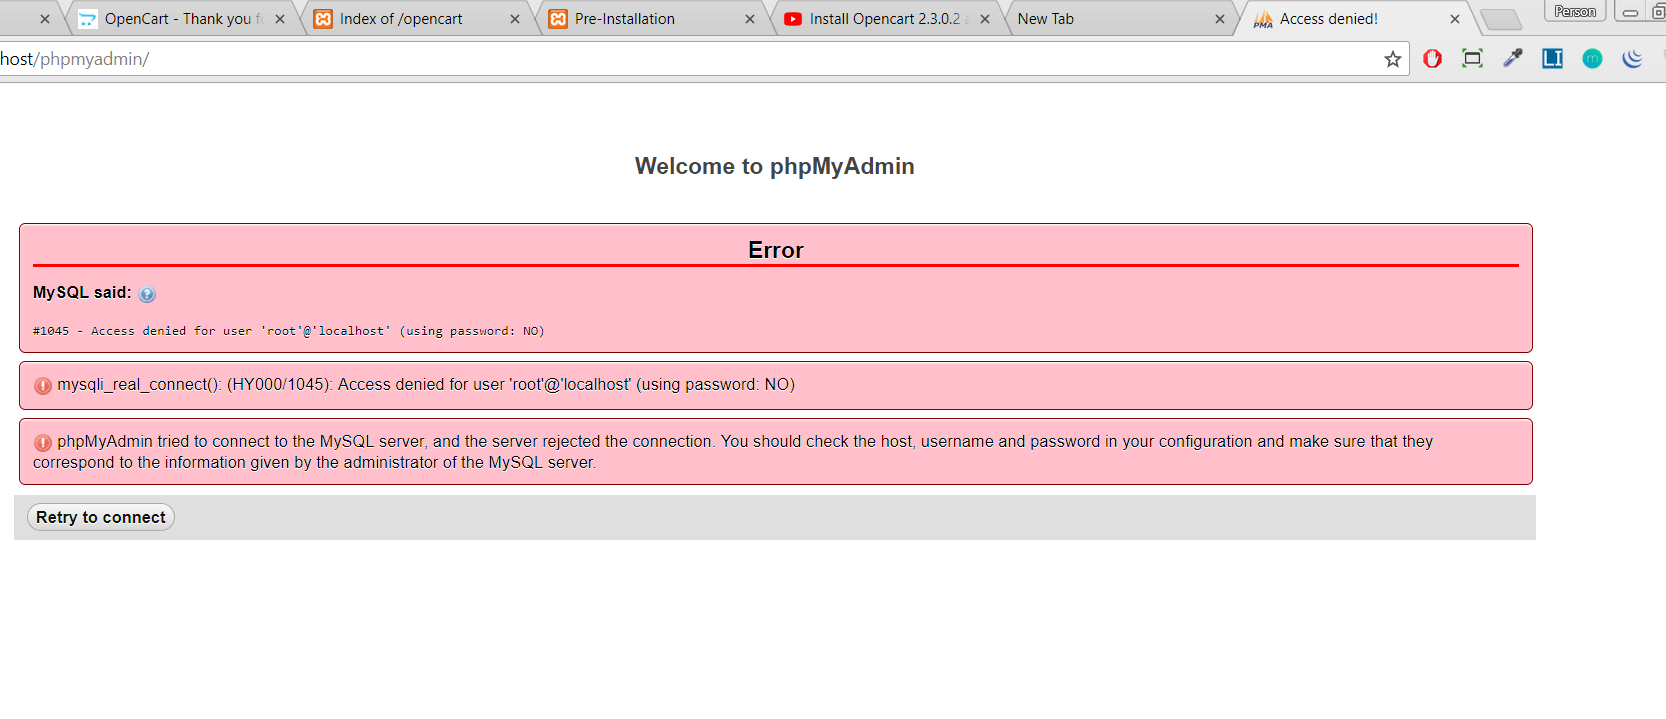 OpenCart - Thank you f
Index of /opencart
Pre-Installation
Install Opencart 2.3.0.2 a
New Tab
PMA
Access denied!
Person
host/phpmyadmin/
LI
m
Welcome to phpMyAdmin
Error
MySQL said:
#1045 - Access denied for user 'root'@'localhost' (using password: NO)
mysqli_real_connect(): (HY000/1045): Access denied for user 'root'@'localhost' (using password: NO)
phpMyAdmin tried to connect to the MySQL server, and the server rejected the connection. You should check the host, username and password in your configuration and make sure that they
correspond to the information given by the administrator of the MySQL server.
Retry to connect